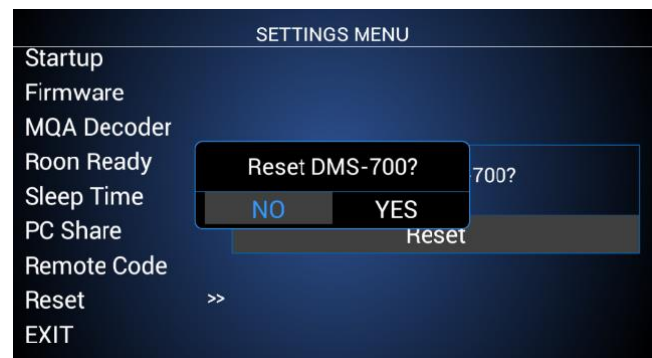 SETTINGS MENU
Startup
Firmware
MQA Decoder
Roon Ready
Sleep Time
PC Share
Remote Code
Reset >>
EXIT
Reset DMS-700?
NO YES
-700?
Reset